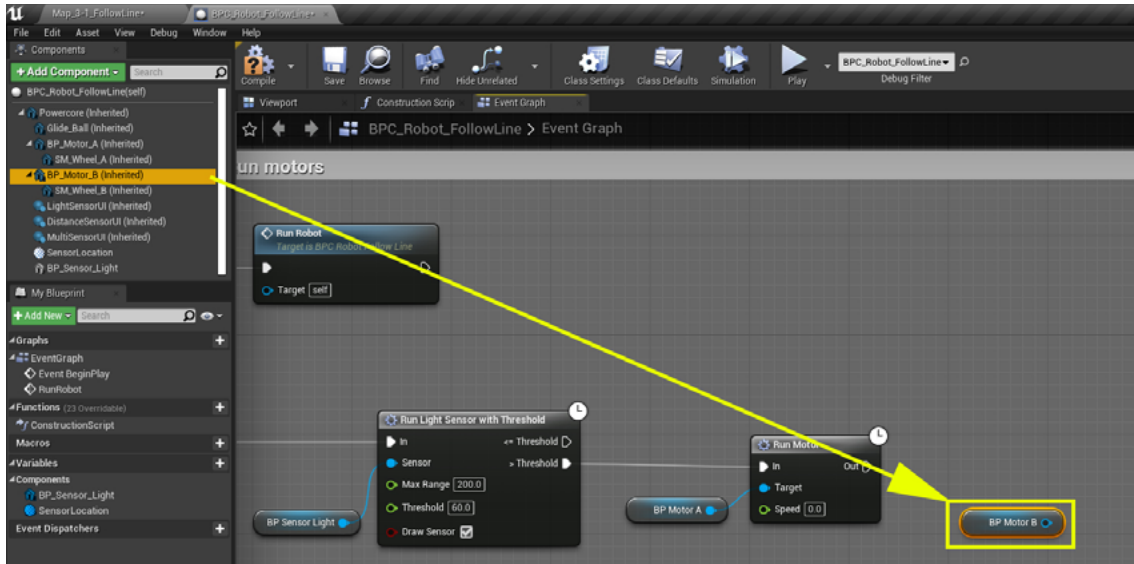 Map_3-1_FollowLine•
BPC_Robot_FollowLine•
File Edit Asset View Debug Window Help
Components
+Add Component
Search
BPC_Robot_FollowLine(self)
Powercore (Inherited)
Glide_Ball (Inherited)
BP_Motor_A (Inherited)
SM_Wheel_A (Inherited)
BP_Motor_B (Inherited)
SM_Wheel_B (Inherited)
LightSensorUI (Inherited)
DistanceSensorUI (Inherited)
MultiSensorUI (Inherited)
SensorLocation
BP_Sensor_Light
My Blueprint
+Add New
Search
Graphs
EventGraph
Event BeginPlay
RunRobot
Functions (23 Overridable)
ConstructionScript
Macros
Variables
Components
BP_Sensor_Light
SensorLocation
Event Dispatchers
Compile
Save
Browse
Find
Hide Unrelated
Class Settings
Class Defaults
Simulation
Play
BPC_Robot_FollowLine
Debug Filter
Viewport
Construction Scrip
Event Graph
BPC_Robot_FollowLine > Event Graph
un motors
Run Robot
Target is BPC Robot Follow Line
Target self
Run Light Sensor with Threshold
In <= Threshold
Sensor > Threshold
Max Range 200.0
Threshold 60.0
Draw Sensor
BP Sensor Light
BP Motor A
Run Motor
In Out
Target
Speed 0.0
BP Motor B